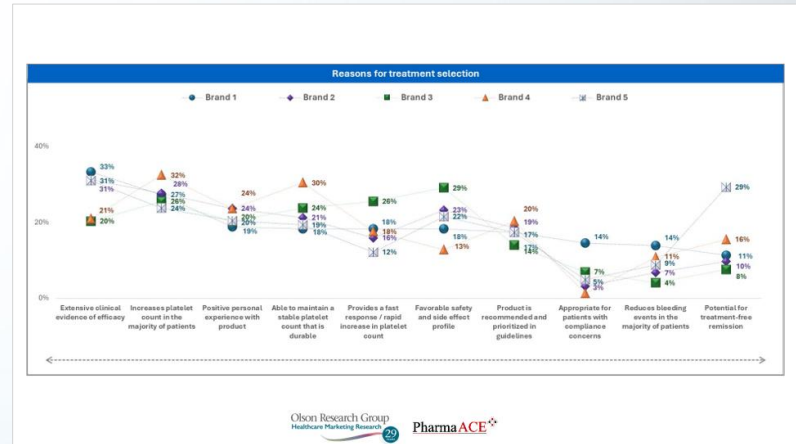 Reasons for treatment selection
Brand 1 Brand 2 Brand 3 Brand 4 Brand 5
40%
20%
0%
33%
31%
31%
21%
20%
32%
28%
27%
26%
24%
24%
24%
20%
20%
19%
30%
24%
21%
19%
18%
26%
18%
18%
16%
12%
29%
23%
22%
18%
13%
20%
19%
17%
17%
14%
14%
7%
5%
3%
14%
11%
9%
7%
4%
29%
16%
11%
10%
8%
Extensive clinical
evidence of efficacy
Increases platelet
count in the
majority of patients
Positive personal
experience with
product
Able to maintain a
stable platelet
count that is
durable
Provides a fast
response / rapid
increase in platelet
count
Favorable safety
and side effect
profile
Product is
recommended and
prioritized in
guidelines
Appropriate for
patients with
compliance
concerns
Reduces bleeding
events in the
majority of patients
Potential for
treatment-free
remission
Olson Research Group
Healthcare Marketing Research
29
PharmaACE